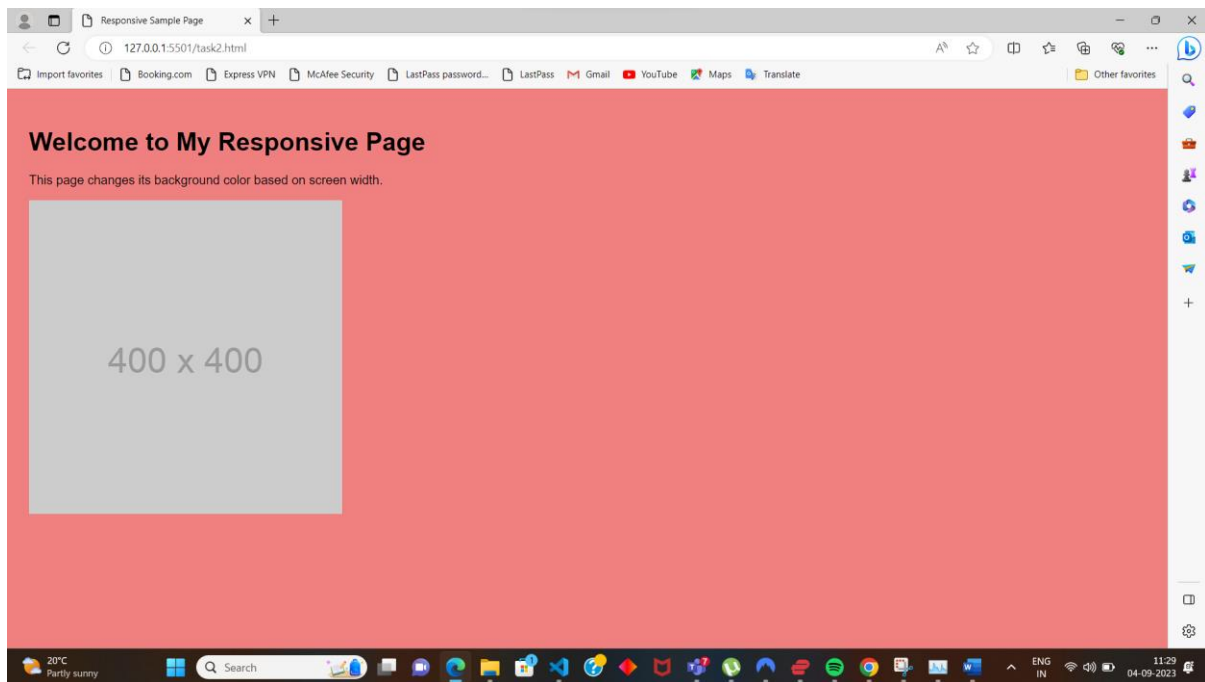 Responsive Sample Page
127.0.0.1:5501/task2.html
Import favorites Booking.com Express VPN McAfee Security LastPass password... LastPass Gmail YouTube Maps Translate Other favorites
Welcome to My Responsive Page
This page changes its background color based on screen width.
400 x 400
20°C
Partly sunny
Search
ENG
IN
11:29
04-09-2023